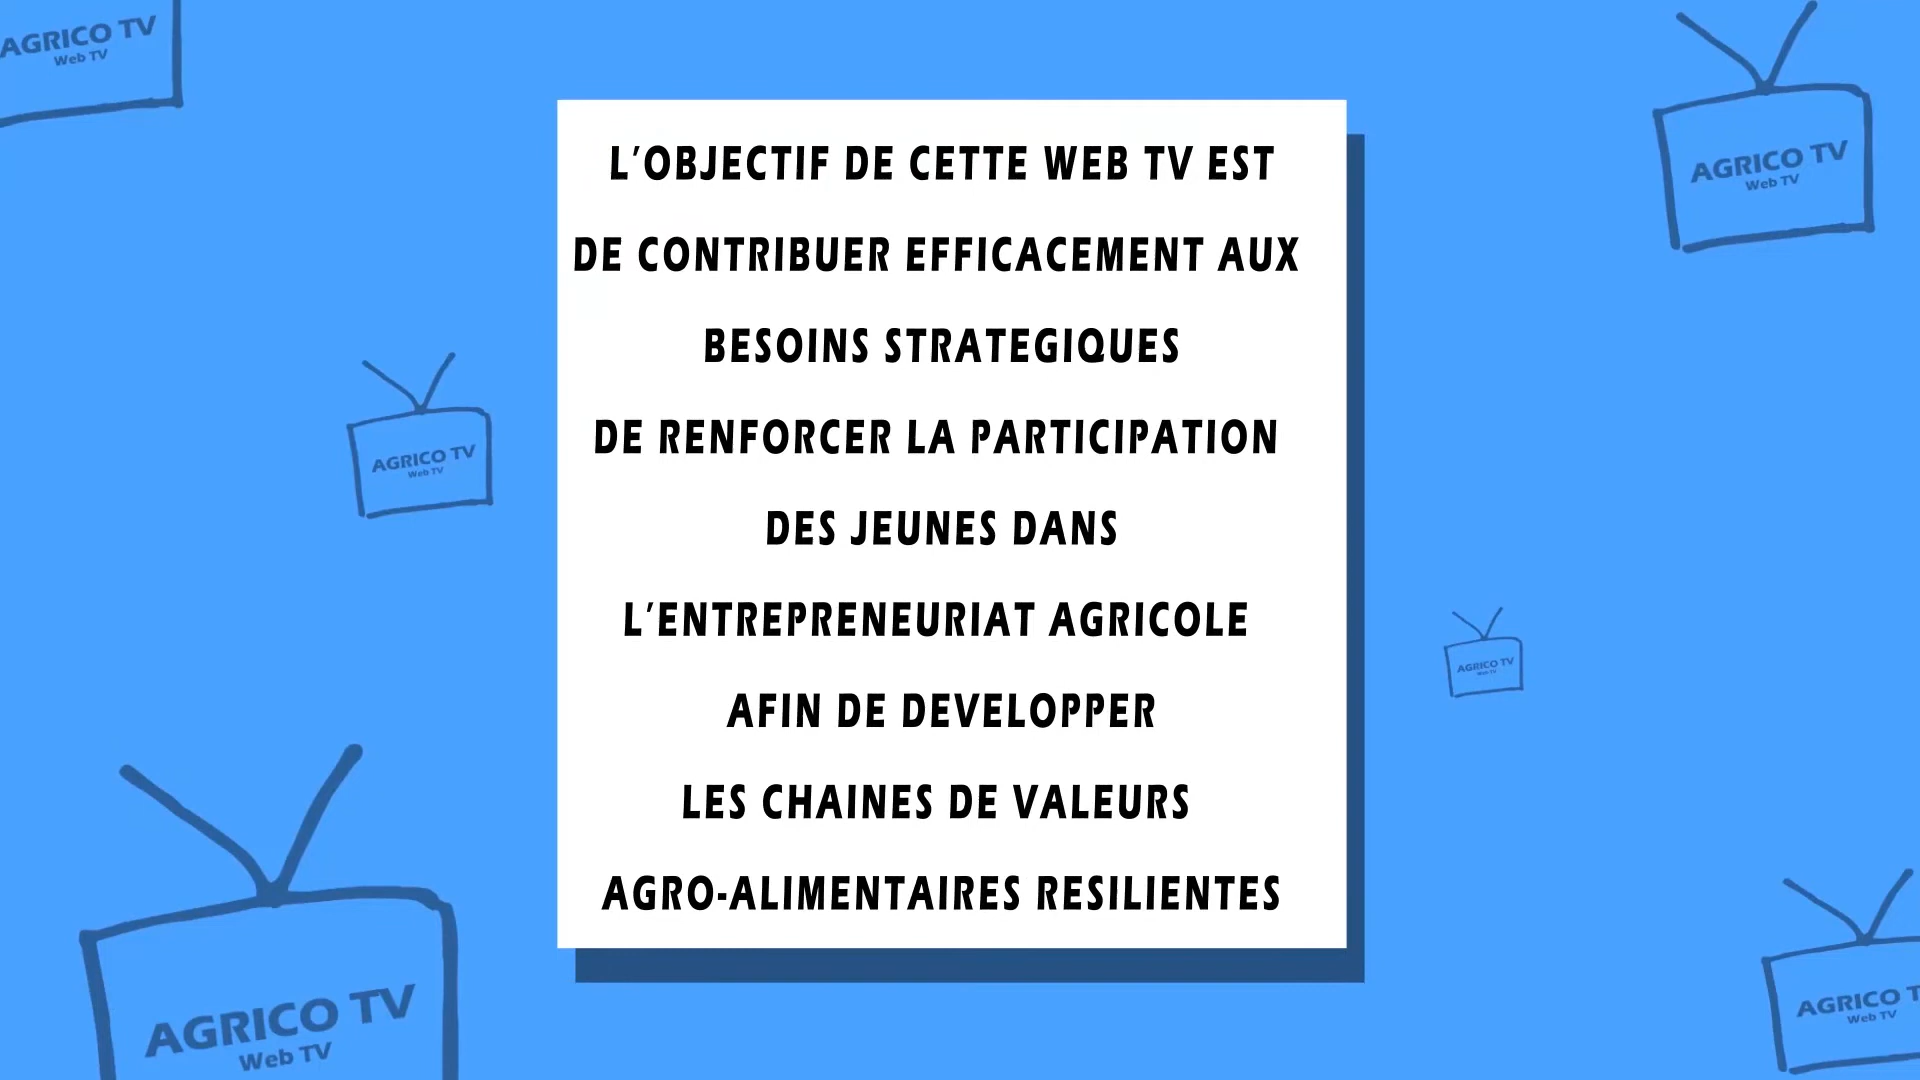 AGRICO TV
Web TV
AGRICO TV
Web TV
L'OBJECTIF DE CETTE WEB TV EST
DE CONTRIBUER EFFICACEMENT AUX
BESOINS STRATEGIQUES
DE RENFORCER LA PARTICIPATION
DES JEUNES DANS
L'ENTREPRENEURIAT AGRICOLE
AFIN DE DEVELOPPER
LES CHAINES DE VALEURS
AGRO-ALIMENTAIRES RESILIENTES
AGRICO TV
Web TV
AGRICO TV
Web TV
AGRICO TV
Web TV
AGRICO T
Web TV